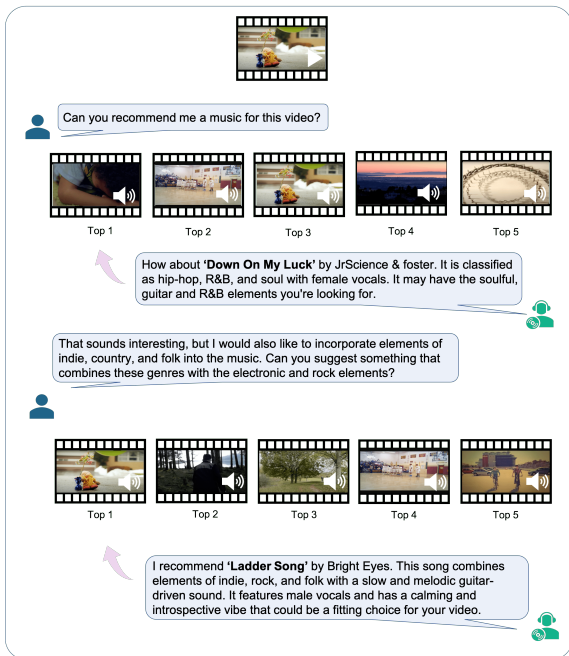 Can you recommend me a music for this video?
Top 1 Top 2 Top 3 Top 4 Top 5
How about 'Down On My Luck' by JrScience & foster. It is classified
as hip-hop, R&B, and soul with female vocals. It may have the soulful,
guitar and R&B elements you're looking for.
That sounds interesting, but I would also like to incorporate elements of
indie, country, and folk into the music. Can you suggest something that
combines these genres with the electronic and rock elements?
Top 1 Top 2 Top 3 Top 4 Top 5
I recommend 'Ladder Song' by Bright Eyes. This song combines
elements of indie, rock, and folk with a slow and melodic guitar-
driven sound. It features male vocals and has a calming and
introspective vibe that could be a fitting choice for your video.